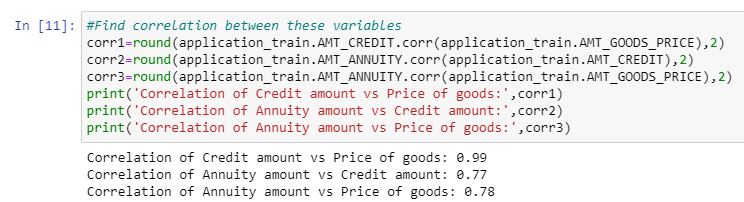 In [11]: #Find correlation between these variables
corr1=round(application_train.AMT_CREDIT.corr(application_train.AMT_GOODS_PRICE),2)
corr2=round(application_train.AMT_ANNUITY.corr(application_train.AMT_CREDIT),2)
corr3=round(application_train.AMT_ANNUITY.corr(application_train.AMT_GOODS_PRICE),2)
print('Correlation of Credit amount vs Price of goods:',corr1)
print('Correlation of Annuity amount vs Credit amount:',corr2)
print('Correlation of Annuity amount vs Price of goods:',corr3)
Correlation of Credit amount vs Price of goods: 0.99
Correlation of Annuity amount vs Credit amount: 0.77
Correlation of Annuity amount vs Price of goods: 0.78